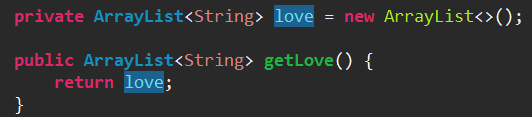 private ArrayList<String> love = new ArrayList<>();
public ArrayList<String> getLove() {
return love;
}